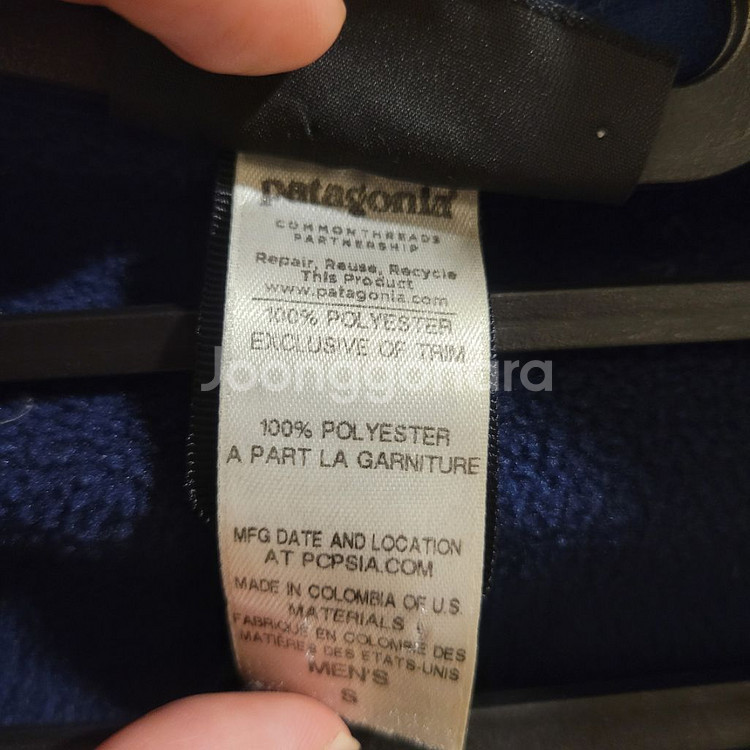 patagonia
COMMON THREADS
PARTNERSHIP
Repair, Reuse, Recycle
This Product
www.patagonia.com
100% POLYESTER
EXCLUSIVE OF TRIM
Joonggonara
100% POLYESTER
A PART LA GARNITURE
MFG DATE AND LOCATION
AT PCPSIA.COM
MADE IN COLOMBIA OF U.S.
MATERIALS
FABRIQUE EN COLOMBIE DES
MATIÈRES DES ETATS-UNIS
MEN'S
S